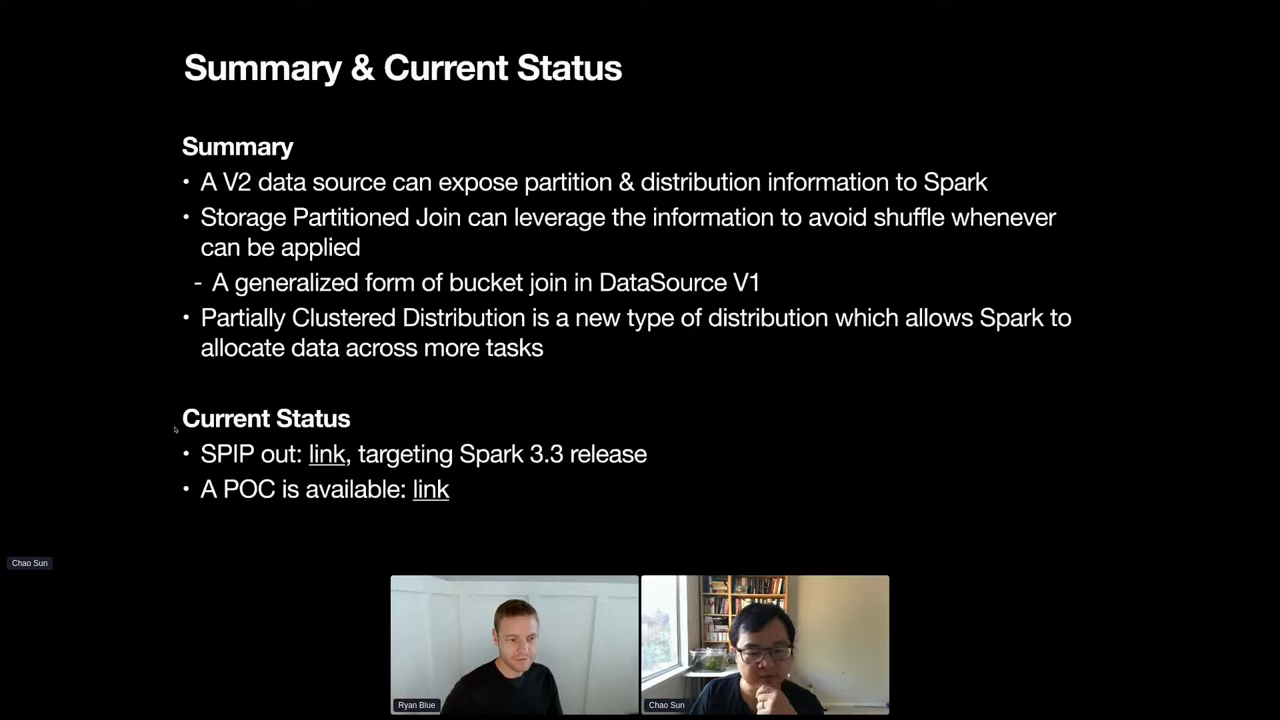 Summary & Current Status
Summary
• A V2 data source can expose partition & distribution information to Spark
• Storage Partitioned Join can leverage the information to avoid shuffle whenever
can be applied
- A generalized form of bucket join in DataSource V1
• Partially Clustered Distribution is a new type of distribution which allows Spark to
allocate data across more tasks
Current Status
• SPIP out: link, targeting Spark 3.3 release
• A POC is available: link
Chao Sun
Ryan Blue
Chao Sun